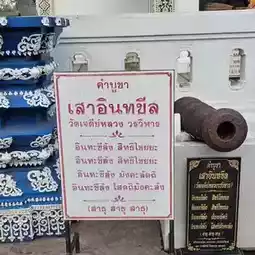 คำบูชา
เสาอินทขีล
วัดเจดีย์หลวง วรวิหาร
อินทะขีลัง สิทธิไชยยะ
อินทะขีลัง สิทธิไชยยะ
อินทะขีลัง มังคะลัตถิ
อินทะขีลัง โสตถิมังคะลัง
(สาธุ สาธุ สาธุ)
คำบูชา
เสาอินทขีล